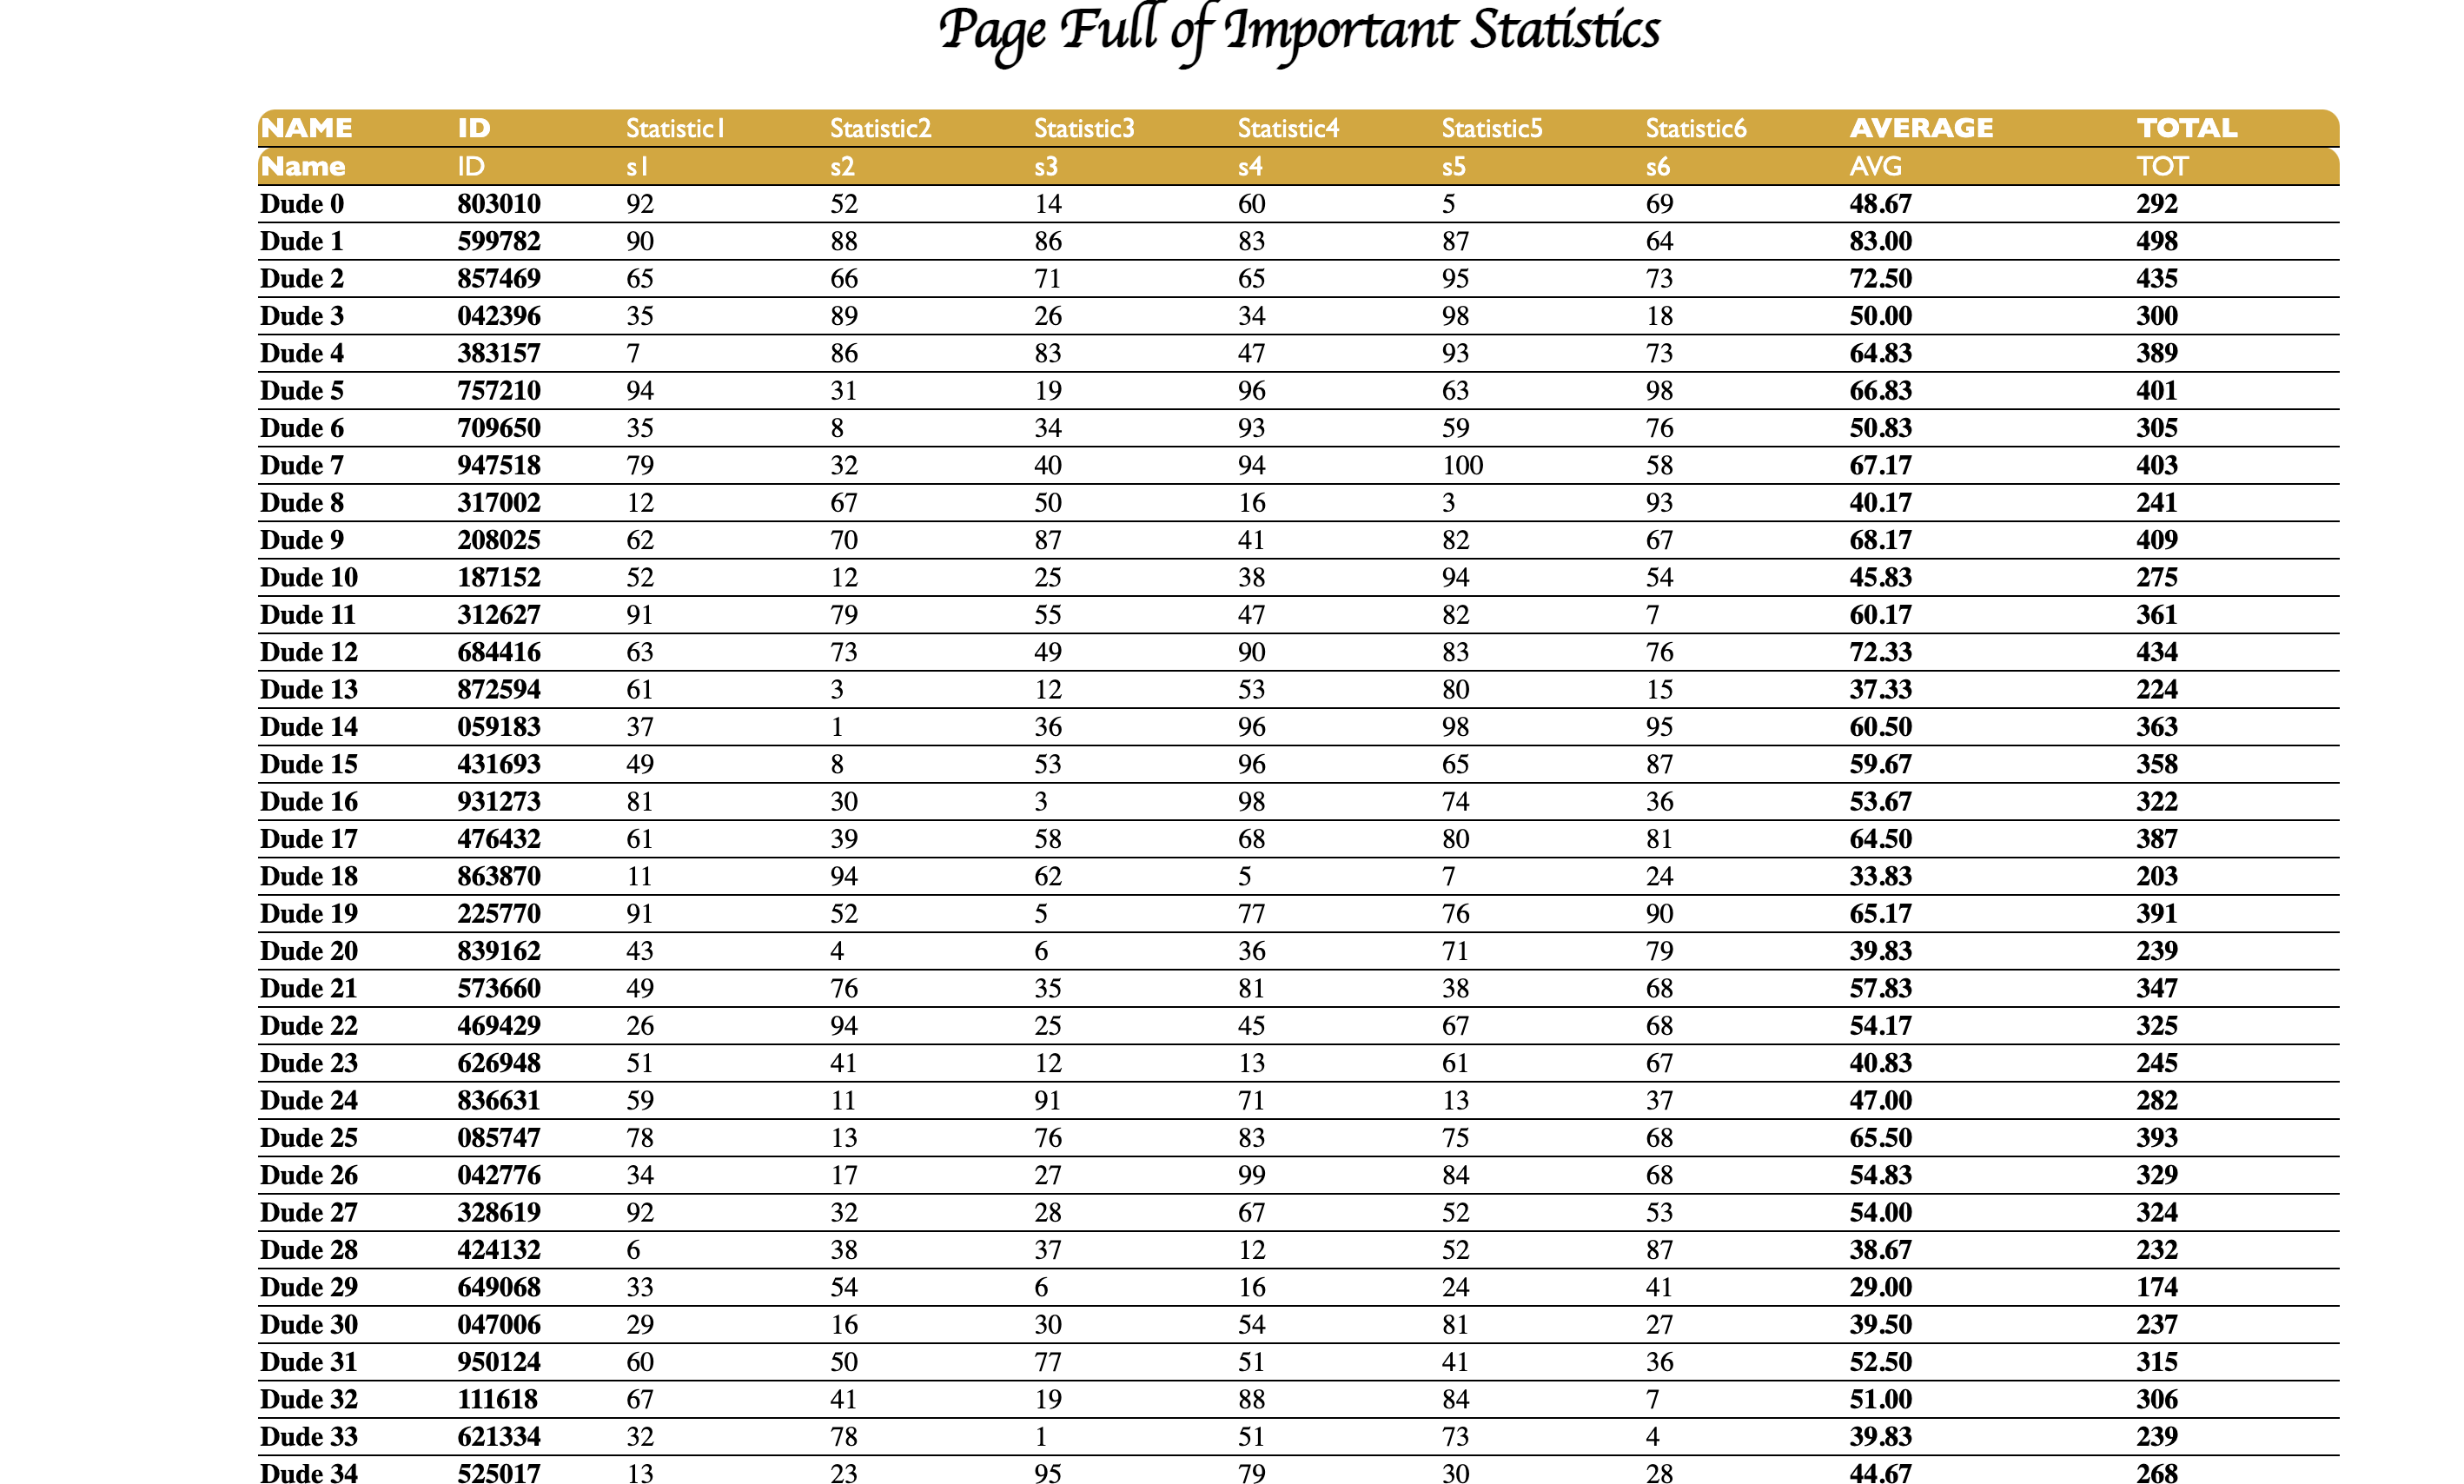 Page Full of Important Statistics
NAME ID Statistic1 Statistic2 Statistic3 Statistic4 Statistic5 Statistic6 AVERAGE TOTAL
Name ID s1 s2 s3 s4 s5 s6 AVG TOT
Dude 0 803010 92 52 14 60 5 69 48.67 292
Dude 1 599782 90 88 86 83 87 64 83.00 498
Dude 2 857469 65 66 71 65 95 73 72.50 435
Dude 3 042396 35 89 26 34 98 18 50.00 300
Dude 4 383157 7 86 83 47 93 73 64.83 389
Dude 5 757210 94 31 19 96 63 98 66.83 401
Dude 6 709650 35 8 34 93 59 76 50.83 305
Dude 7 947518 79 32 40 94 100 58 67.17 403
Dude 8 317002 12 67 50 16 3 93 40.17 241
Dude 9 208025 62 70 87 41 82 67 68.17 409
Dude 10 187152 52 12 25 38 94 54 45.83 275
Dude 11 312627 91 79 55 47 82 7 60.17 361
Dude 12 684416 63 73 49 90 83 76 72.33 434
Dude 13 872594 61 3 12 53 80 15 37.33 224
Dude 14 059183 37 1 36 96 98 95 60.50 363
Dude 15 431693 49 8 53 96 65 87 59.67 358
Dude 16 931273 81 30 3 98 74 36 53.67 322
Dude 17 476432 61 39 58 68 80 81 64.50 387
Dude 18 863870 11 94 62 5 7 24 33.83 203
Dude 19 225770 91 52 5 77 76 90 65.17 391
Dude 20 839162 43 4 6 36 71 79 39.83 239
Dude 21 573660 49 76 35 81 38 68 57.83 347
Dude 22 469429 26 94 25 45 67 68 54.17 325
Dude 23 626948 51 41 12 13 61 67 40.83 245
Dude 24 836631 59 11 91 71 13 37 47.00 282
Dude 25 085747 78 13 76 83 75 68 65.50 393
Dude 26 042776 34 17 27 99 84 68 54.83 329
Dude 27 328619 92 32 28 67 52 53 54.00 324
Dude 28 424132 6 38 37 12 52 87 38.67 232
Dude 29 649068 33 54 6 16 24 41 29.00 174
Dude 30 047006 29 16 30 54 81 27 39.50 237
Dude 31 950124 60 50 77 51 41 36 52.50 315
Dude 32 111618 67 41 19 88 84 7 51.00 306
Dude 33 621334 32 78 1 51 73 4 39.83 239
Dude 34 525017 13 23 95 79 30 28 44.67 268